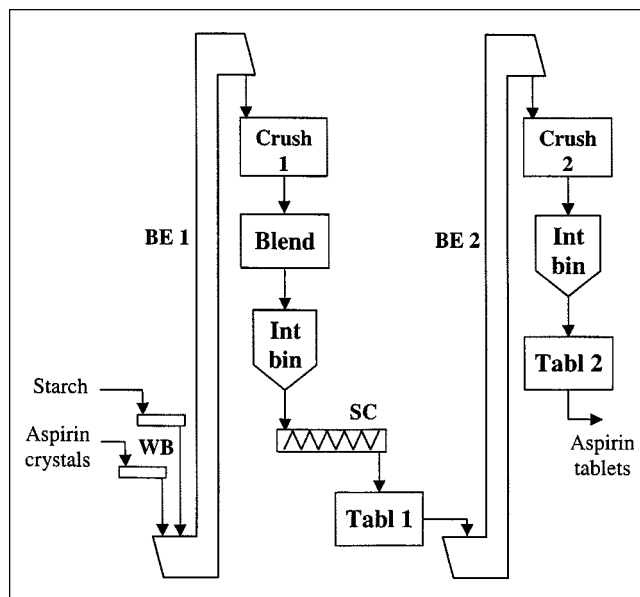 Crush
1
BE 1
Blend
Int
bin
Starch
Aspirin
crystals
WB
SC
Tabl 1
BE 2
Crush
2
Int
bin
Tabl 2
Aspirin
tablets